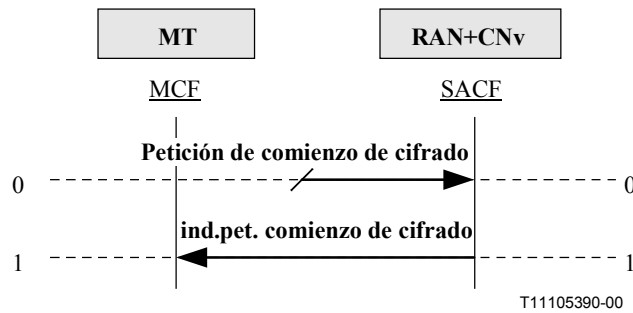 MT RAN+CNv
MCF SACF
Petición de comienzo de cifrado
0 0
ind.pet. comienzo de cifrado
1 1
T11105390-00